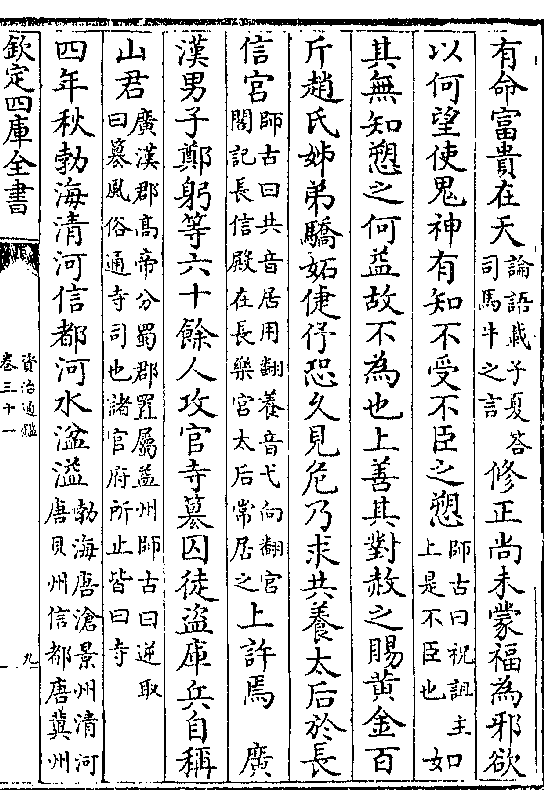 有命富貴在天論語載子夏答司馬牛之言修正尚未蒙福為邪欲
以何望使鬼神有知不受不臣之愬師古曰祝詛主上是不臣也如
其無知愬之何益故不為也上善其對赦之賜黃金百
斤趙氏姊弟驕妬倢伃恐久見危乃求共養太后於長
信宮師古曰共音居用翻養音弋向翻宮閣記長信殿在長樂宮太后常居之上許焉　廣
漢男子鄭躬等六十餘人攻官寺簒囚徒盜庫兵自稱
山君廣漢郡高帝分蜀郡置屬益州師古曰逆取曰簒風俗通寺司也諸官府所止皆曰寺
四年秋勃海清河信都河水湓溢勃海唐滄景州清河唐貝州信都唐冀州
欽定四庫全書
資治通鑑
卷三十一
九